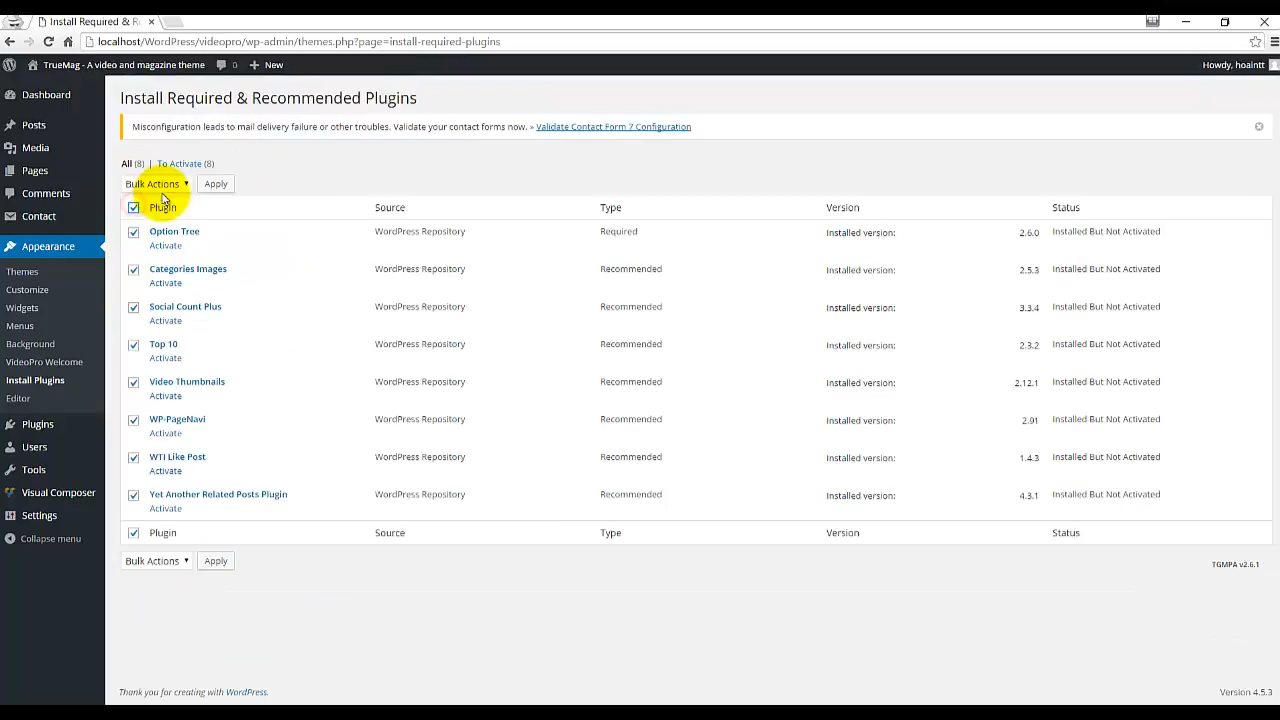 Install Required & R
localhost/WordPress/videopro/wp-admin/themes.php?page=install-required-plugins
TrueMag - A video and magazine theme 0 + New Howdy, hoaintt
Dashboard
Posts
Media
Pages
Comments
Contact
Appearance
Themes
Customize
Widgets
Menus
Background
VideoPro Welcome
Install Plugins
Editor
Plugins
Users
Tools
Visual Composer
Settings
Collapse menu
Install Required & Recommended Plugins
Misconfiguration leads to mail delivery failure or other troubles. Validate your contact forms now. » Validate Contact Form 7 Configuration
All (8) | To Activate (8)
Bulk Actions Apply
Plugin Source Type Version Status
Option Tree WordPress Repository Required Installed version: 2.6.0 Installed But Not Activated
Activate
Categories Images WordPress Repository Recommended Installed version: 2.5.3 Installed But Not Activated
Activate
Social Count Plus WordPress Repository Recommended Installed version: 3.3.4 Installed But Not Activated
Activate
Top 10 WordPress Repository Recommended Installed version: 2.3.2 Installed But Not Activated
Activate
Video Thumbnails WordPress Repository Recommended Installed version: 2.12.1 Installed But Not Activated
Activate
WP-PageNavi WordPress Repository Recommended Installed version: 2.91 Installed But Not Activated
Activate
WTI Like Post WordPress Repository Recommended Installed version: 1.4.3 Installed But Not Activated
Activate
Yet Another Related Posts Plugin WordPress Repository Recommended Installed version: 4.3.1 Installed But Not Activated
Activate
Plugin Source Type Version Status
Bulk Actions Apply
TGMPA v2.6.1
Thank you for creating with WordPress. Version 4.5.3